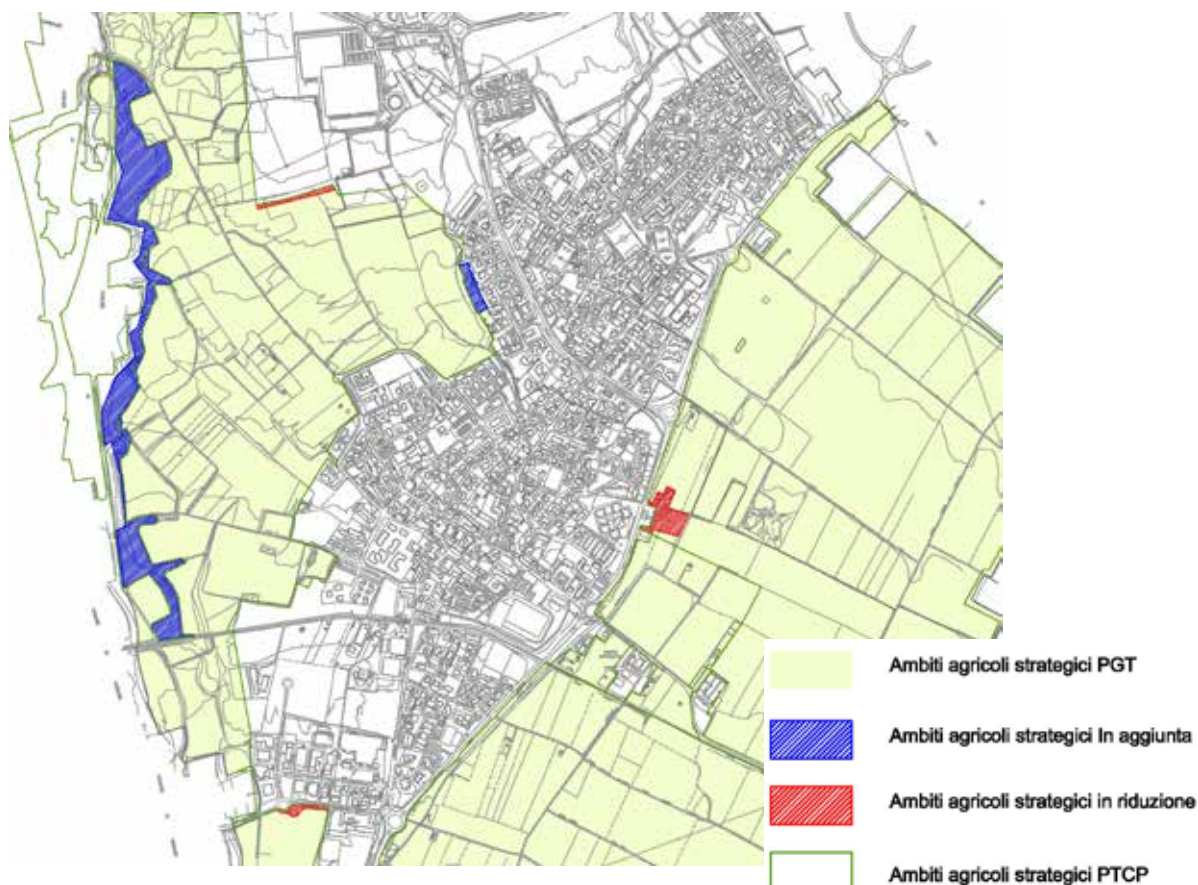 Ambiti agricoli strategici PGT
Ambiti agricoli strategici In aggiunta
Ambiti agricoli strategici in riduzione
Ambiti agricoli strategici PTCP